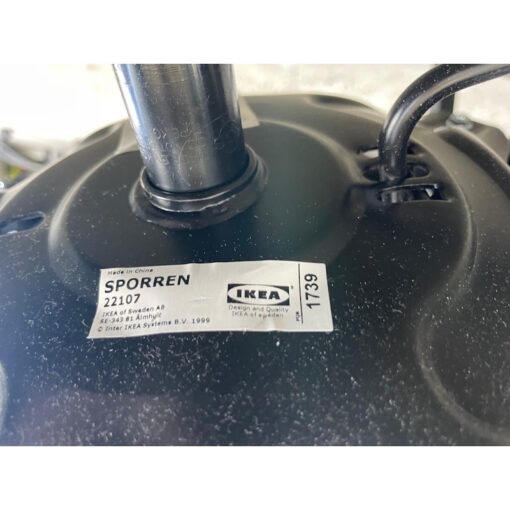 Made in China
SPORREN
22107
IKEA of Sweden AB
SE-343 81 Älmhult
© Inter IKEA Systems B.V. 1999
IKEA
Design and Quality
IKEA of Sweden
1739